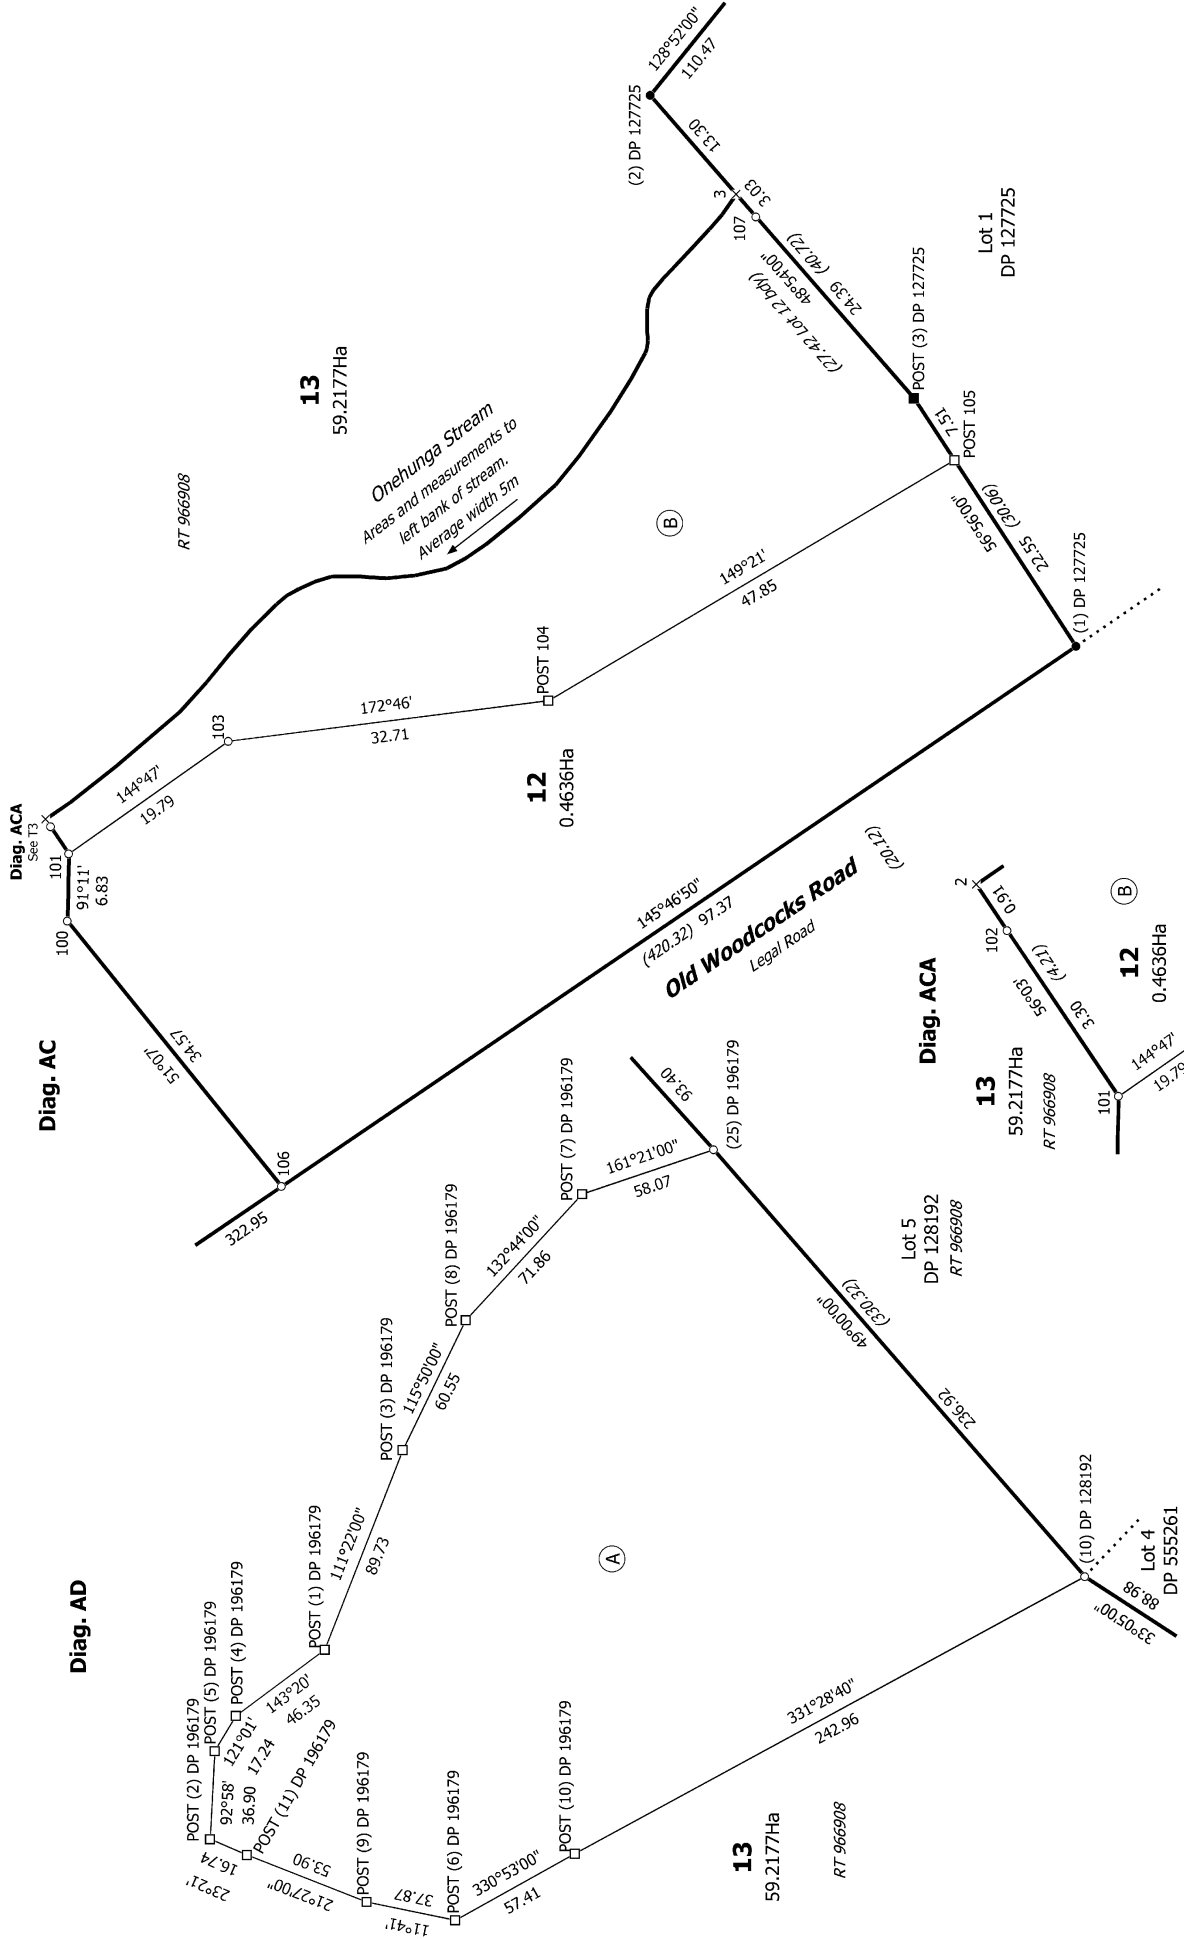 Diag. AC
Diag. ACA
See T3
100
101
91°11'
6.83
144°47'
19.79
103
172°46'
32.71
POST 104
149°21'
47.85
POST 105
51°07'
34.57
106
322.95
145°46'50"
(420.32) 97.37
Old Woodcocks Road
Legal Road
(20.12)
12
0.4636Ha
B
13
59.2177Ha
RT 966908
Onehunga Stream
Areas and measurements to
left bank of stream.
Average width 5m
(2) DP 127725
128°52'00"
110.47
13.30
3
3.03
107
48°54'00"
24.39 (40.72)
(27.42 Lot 12 bdy)
POST (3) DP 127725
7.51
56°56'00"
22.55 (30.06)
(1) DP 127725
Lot 1
DP 127725
Diag. ACA
2
0.91
102
56°03'
(4.21)
3.30
101
144°47'
19.79
13
59.2177Ha
RT 966908
12
0.4636Ha
B
Diag. AD
POST (2) DP 196179
POST (5) DP 196179
POST (4) DP 196179
POST (1) DP 196179
POST (3) DP 196179
POST (8) DP 196179
POST (7) DP 196179
(25) DP 196179
POST (11) DP 196179
POST (9) DP 196179
POST (6) DP 196179
POST (10) DP 196179
(10) DP 128192
92°58'
36.90
121°01'
17.24
143°20'
46.35
111°22'00"
89.73
115°50'00"
60.55
132°44'00"
71.86
161°21'00"
58.07
93.40
49°00'00"
(330.32)
236.92
16.74
23°21'
53.90
21°27'00"
37.87
11°41'
330°53'00"
57.41
331°28'40"
242.96
33°05'00"
88.98
A
13
59.2177Ha
RT 966908
Lot 5
DP 128192
RT 966908
Lot 4
DP 555261